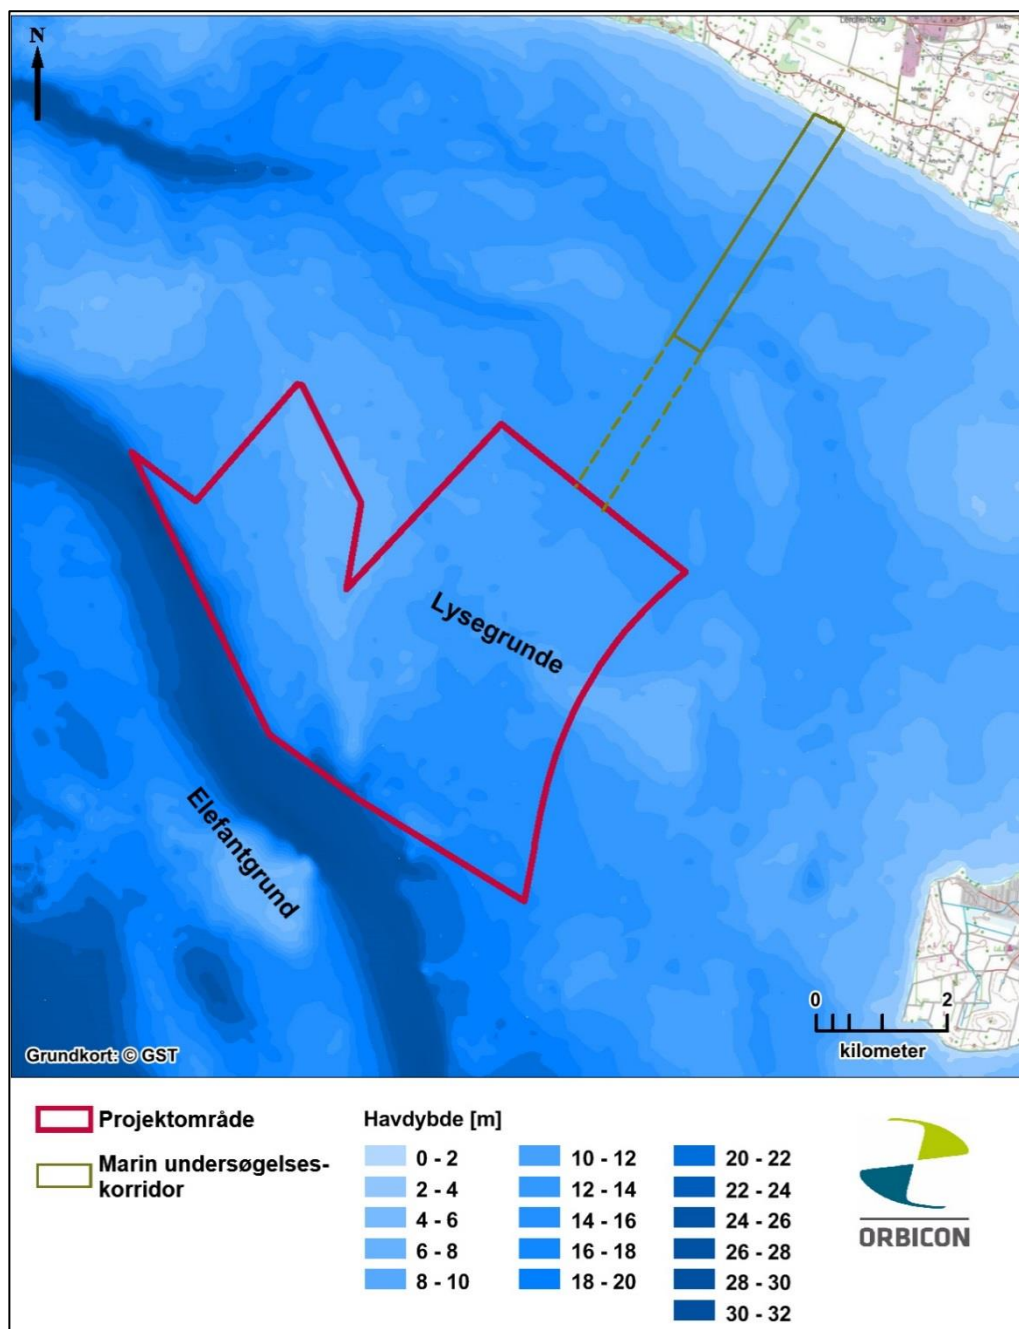 N
Lerchenborg
Lysegrunde
Elefantgrund
0 2
kilometer
Grundkort: © GST
Projektområde
Marin undersøgelses-
korridor
Havdybde [m]
0 - 2
2 - 4
4 - 6
6 - 8
8 - 10
10 - 12
12 - 14
14 - 16
16 - 18
18 - 20
20 - 22
22 - 24
24 - 26
26 - 28
28 - 30
30 - 32
ORBICON